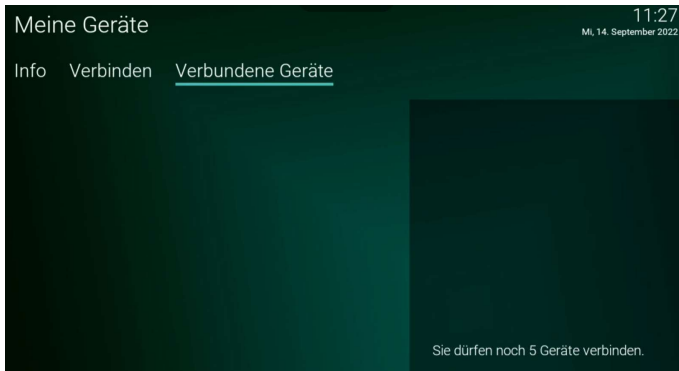 Meine Geräte
11:27
Mi, 14. September 2022
Info Verbinden Verbundene Geräte
Sie dürfen noch 5 Geräte verbinden.